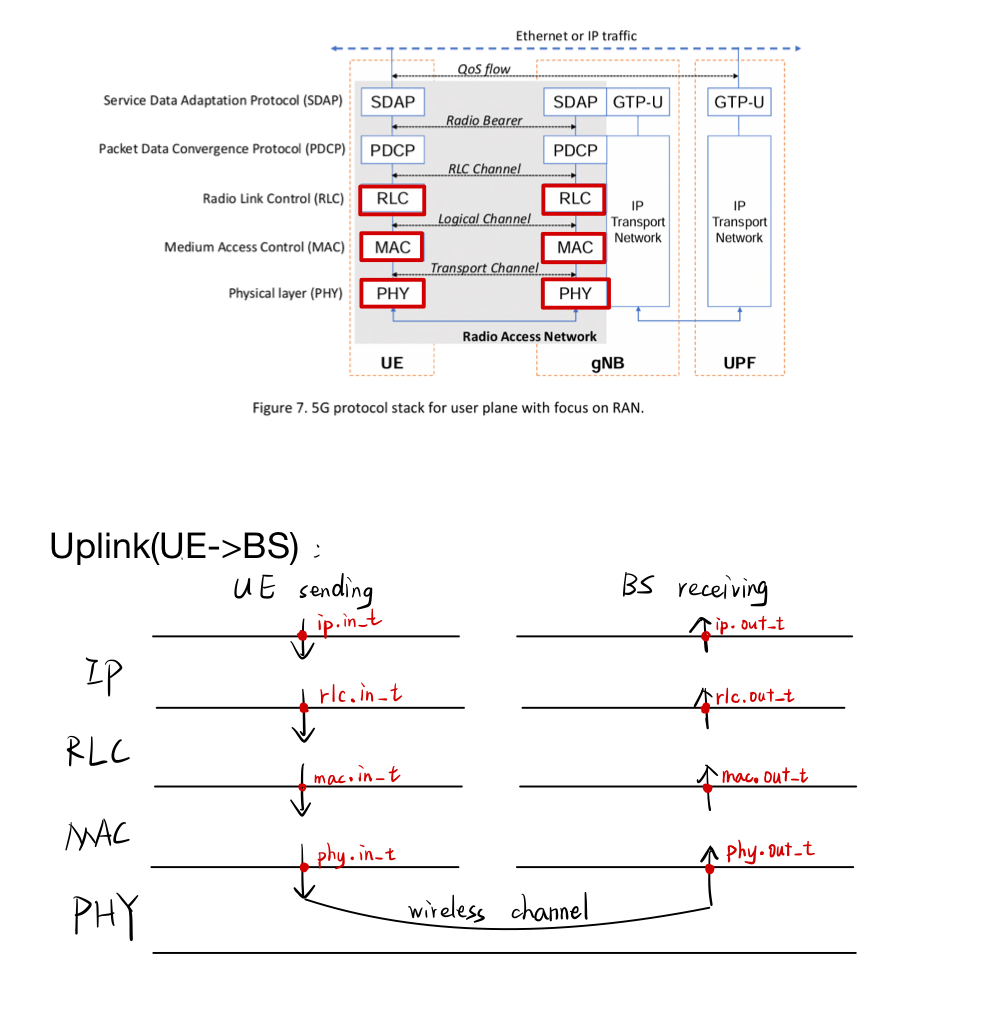 Ethernet or IP traffic
QoS flow
Service Data Adaptation Protocol (SDAP) SDAP SDAP GTP-U GTP-U
Radio Bearer
Packet Data Convergence Protocol (PDCP) PDCP PDCP
RLC Channel
Radio Link Control (RLC) RLC RLC
IP Transport Network
IP Transport Network
Logical Channel
Medium Access Control (MAC) MAC MAC
Transport Channel
Physical layer (PHY) PHY PHY
Radio Access Network
UE gNB UPF
Figure 7. 5G protocol stack for user plane with focus on RAN.
Uplink(UE->BS) :
UE sending BS receiving
ip.in_t ip.out_t
IP
rlc.in_t rlc.out_t
RLC
mac.in_t mac.out_t
MAC
phy.in_t phy.out_t
PHY
wireless channel